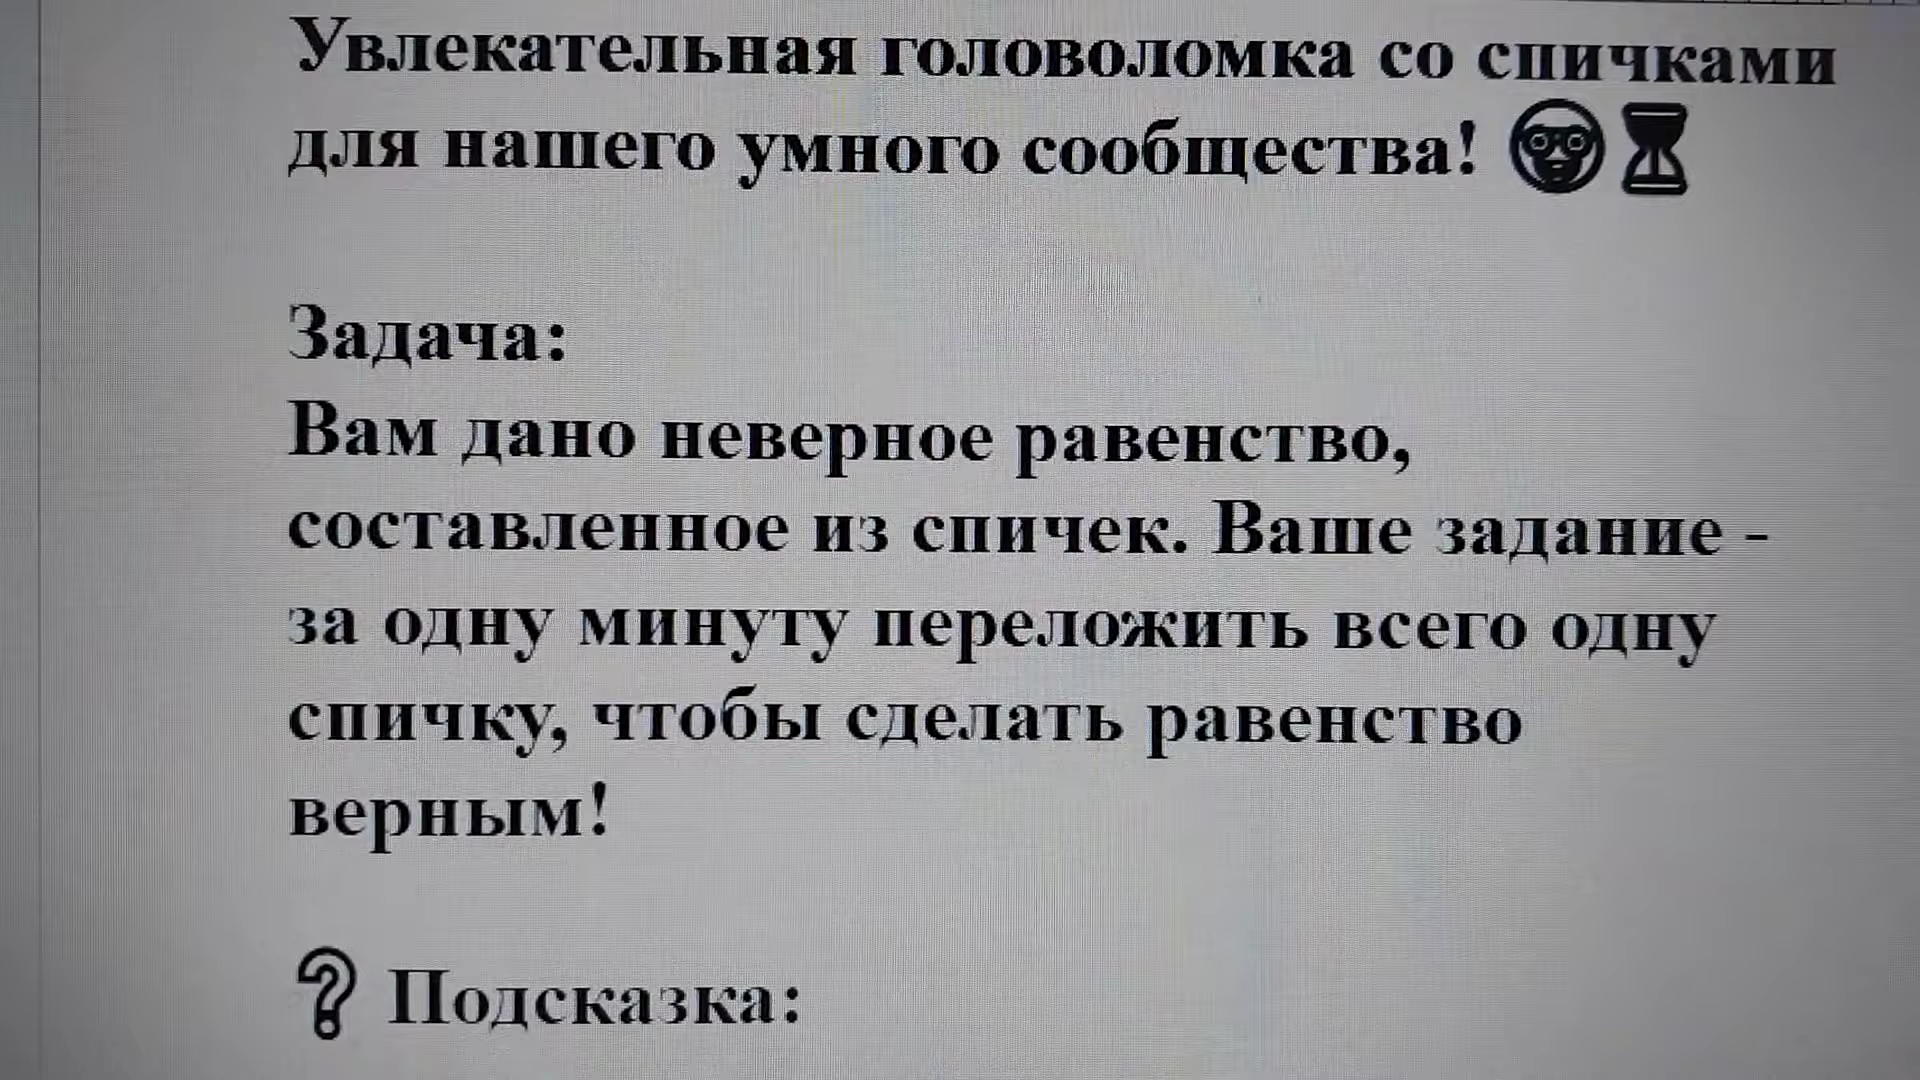 Увлекательная головоломка со спичками
для нашего умного сообщества!
Задача:
Вам дано неверное равенство,
составленное из спичек. Ваше задание -
за одну минуту переложить всего одну
спичку, чтобы сделать равенство
верным!
Подсказка: